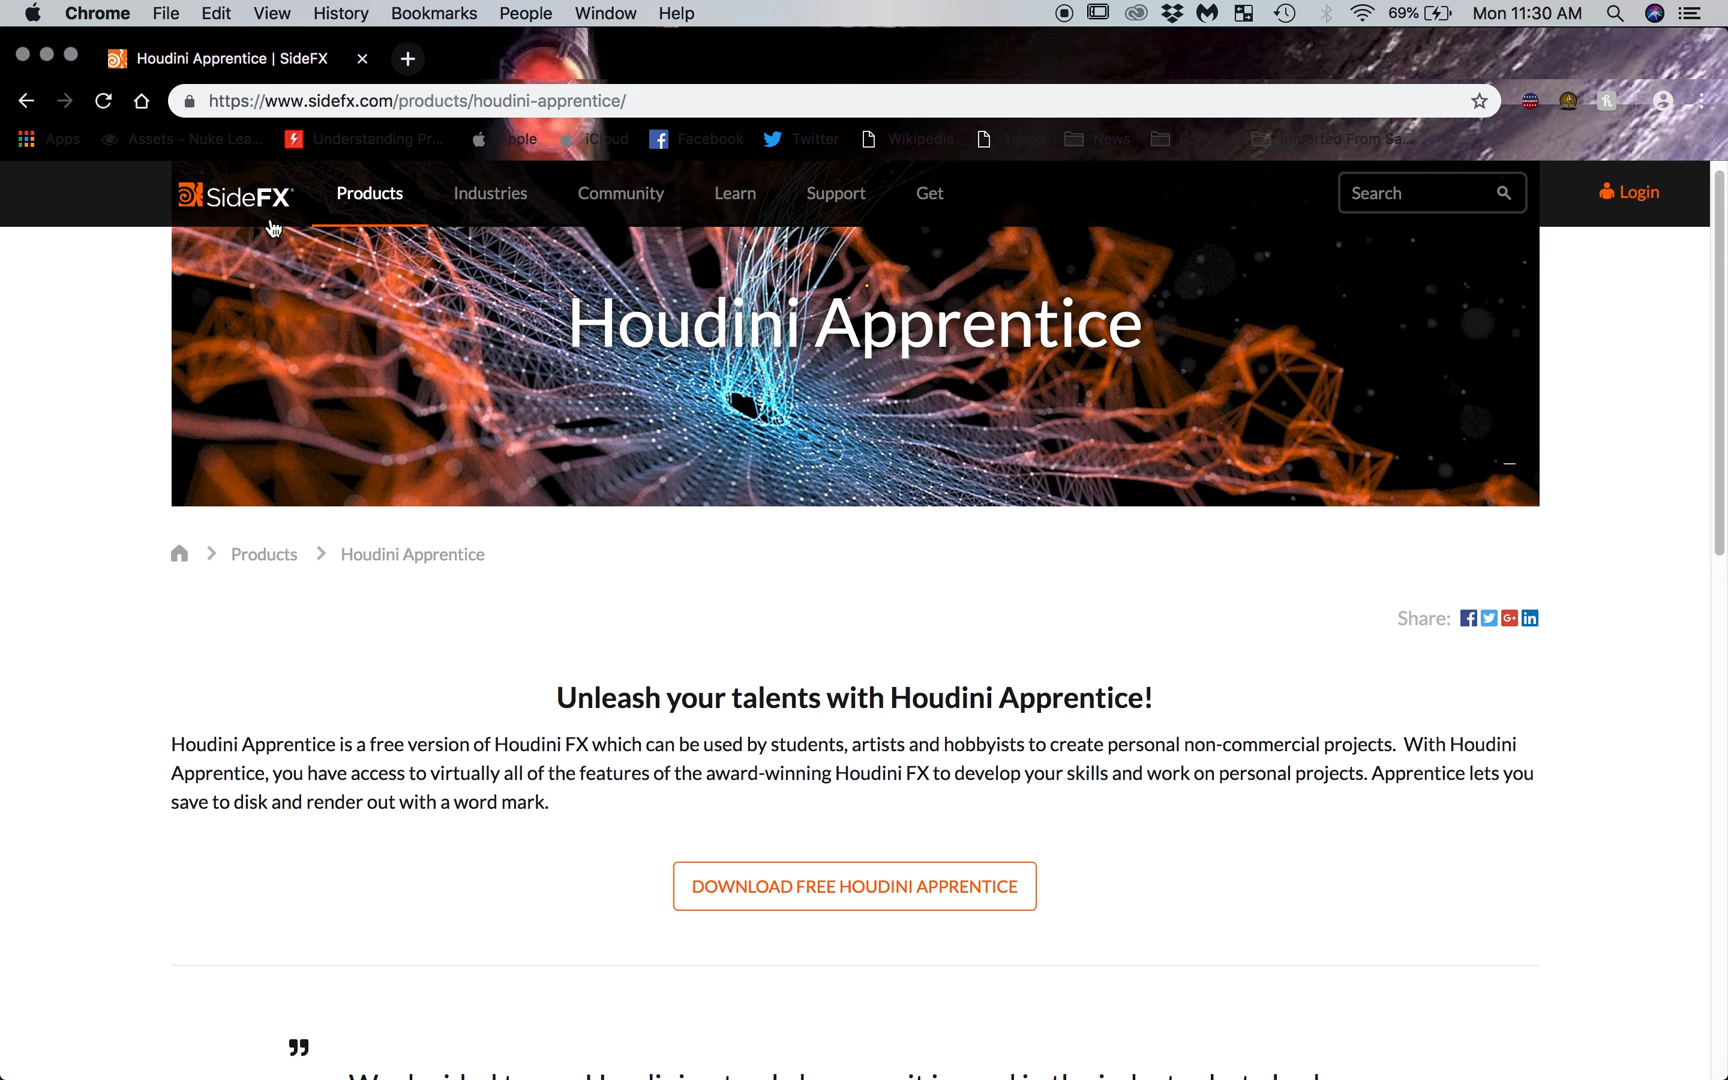 Chrome File Edit View History Bookmarks People Window Help 69% Mon 11:30 AM
Houdini Apprentice | SideFX
https://www.sidefx.com/products/houdini-apprentice/
Apps Assets - Nuke Lea... Understanding Pr... Apple iCloud Facebook Twitter Wikipedia Yahoo News Imported From Sa...
SideFX Products Industries Community Learn Support Get Search Login
Houdini Apprentice
Products Houdini Apprentice
Share:
Unleash your talents with Houdini Apprentice!
Houdini Apprentice is a free version of Houdini FX which can be used by students, artists and hobbyists to create personal non-commercial projects. With Houdini
Apprentice, you have access to virtually all of the features of the award-winning Houdini FX to develop your skills and work on personal projects. Apprentice lets you
save to disk and render out with a word mark.
DOWNLOAD FREE HOUDINI APPRENTICE